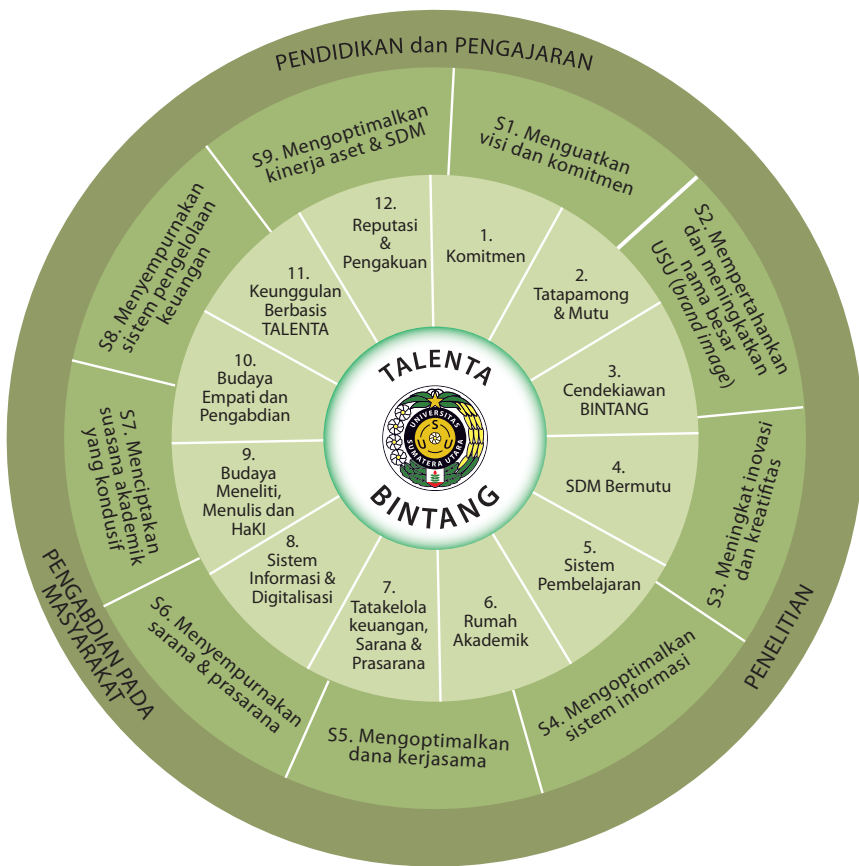 PENDIDIKAN dan PENGAJARAN
PENELITIAN
PENGABDIAN PADA
MASYARAKAT
S1. Menguatkan
visi dan komitmen
S2. Mempertahankan
dan meningkatkan
nama besar
USU (brand image)
S3. Meningkat inovasi
dan kreatifitas
S4. Mengoptimalkan
sistem informasi
S5. Mengoptimalkan
dana kerjasama
S6. Menyempurnakan
sarana & prasarana
S7. Menciptakan
suasana akademik
yang kondusif
S8. Menyempurnakan
sistem pengelolaan
keuangan
S9. Mengoptimalkan
kinerja aset & SDM
1.
Komitmen
2.
Tatapamong
& Mutu
3.
Cendekiawan
BINTANG
4.
SDM Bermutu
5.
Sistem
Pembelajaran
6.
Rumah
Akademik
7.
Tatakelola
keuangan,
Sarana &
Prasarana
8.
Sistem
Informasi &
Digitalisasi
9.
Budaya
Meneliti,
Menulis dan
HaKI
10.
Budaya
Empati dan
Pengabdian
11.
Keunggulan
Berbasis
TALENTA
12.
Reputasi
&
Pengakuan
TALENTA
UNIVERSITAS
SUMATERA UTARA
U S U
BINTANG